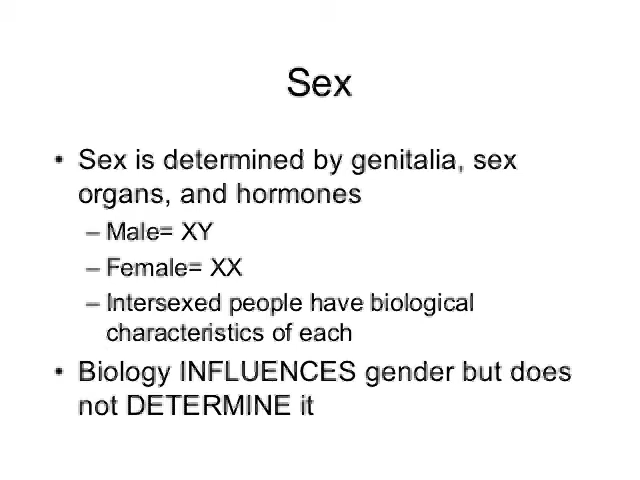 Sex
• Sex is determined by genitalia, sex
organs, and hormones
– Male= XY
– Female= XX
– Intersexed people have biological
characteristics of each
• Biology INFLUENCES gender but does
not DETERMINE it